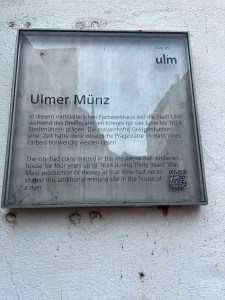 ulm
Ulmer Münz
In diesem mittelalterlichen Fachwerkhaus ließ die Stadt Ulm
während des Dreißigjährigen Krieges für vier Jahre bis 1624
Stadtmünzen prägen. Die massenhafte Geldproduktion
einer Zeit hatte diese zusätzliche Prägestätte im Haus eines
Färbers notwendig werden lassen.
The city had coins minted in this mediaeval half-timbered
house for four years up to 1624 during Thirty Years' War.
Mass production of money at that time had neces-
sitated this additional minting site in the house of
a dyer.